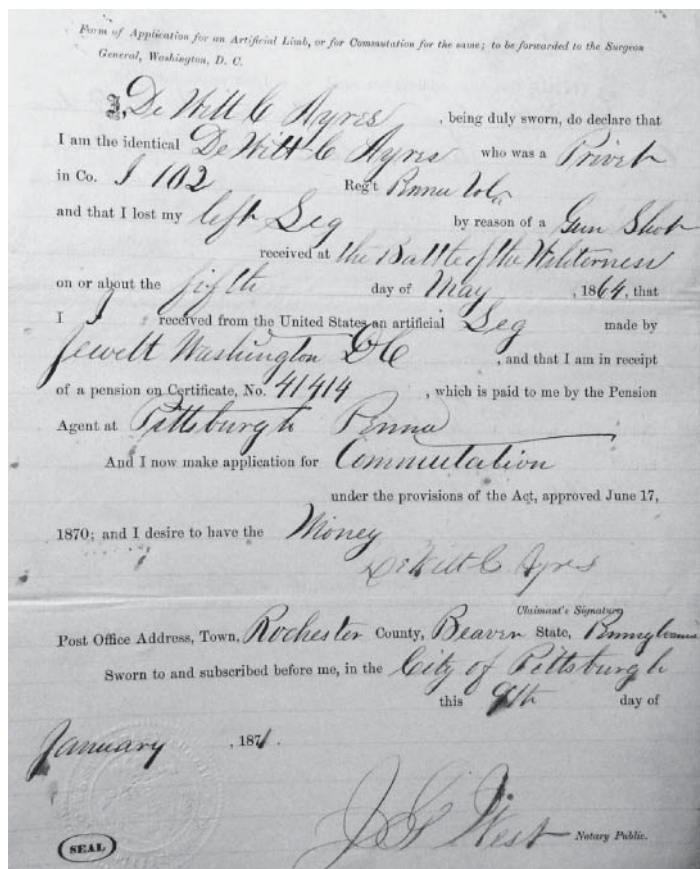 Form of Application for an Artificial Limb, or for Commutation for the same; to be forwarded to the Surgeon
General, Washington, D. C.
I, De Witt C Ayres , being duly sworn, do declare that
I am the identical De Witt C Ayres who was a Privet
in Co. I 102 Reg't Penna Vol
and that I lost my left Leg by reason of a Gun Shot
received at the Battle of the Wilderness
on or about the fifth day of May , 1864, that
I received from the United States an artificial Leg made by
Jewett Washington DC , and that I am in receipt
of a pension on Certificate, No. 41414 , which is paid to me by the Pension
Agent at Pittsburgh Penna
And I now make application for Commutation
under the provisions of the Act, approved June 17,
1870; and I desire to have the Money
DeWitt C Ayres
Claimant's Signature
Post Office Address, Town, Rochester County, Beaver State, Pennsylvania
Sworn to and subscribed before me, in the City of Pittsburgh
this 9th day of
January , 1871.
J G West Notary Public.
SEAL